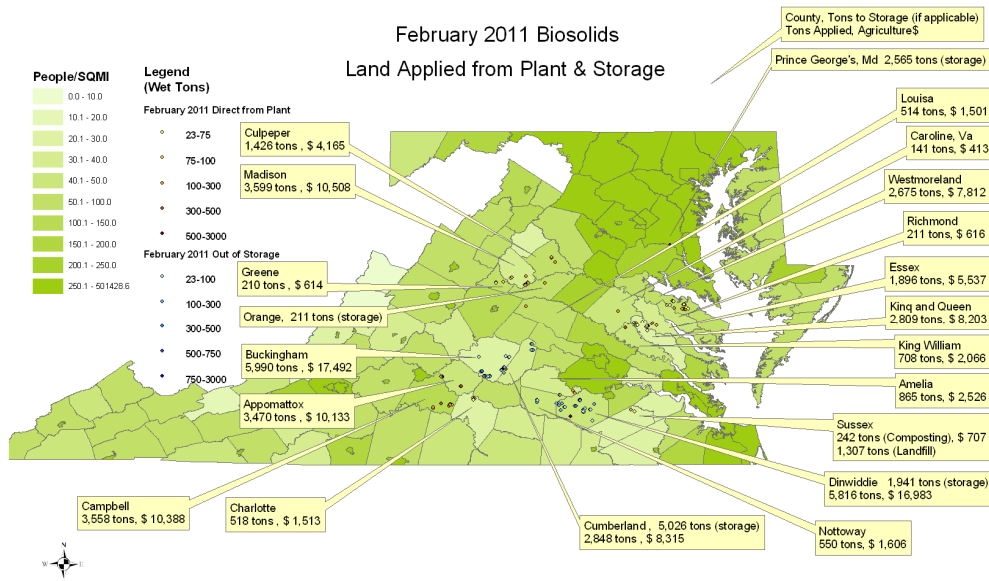 February 2011 Biosolids
Land Applied from Plant & Storage
People/SQMI
0.0 - 10.0
10.1 - 20.0
20.1 - 30.0
30.1 - 40.0
40.1 - 50.0
50.1 - 100.0
100.1 - 150.0
150.1 - 200.0
200.1 - 250.0
250.1 - 501428.6
Legend
(Wet Tons)
February 2011 Direct from Plant
23-75
75-100
100-300
300-500
500-3000
February 2011 Out of Storage
23-100
100-300
300-500
500-750
750-3000
Culpeper
1,426 tons , $ 4,165
Madison
3,599 tons , $ 10,508
Greene
210 tons , $ 614
Orange, 211 tons (storage)
Buckingham
5,990 tons , $ 17,492
Appomattox
3,470 tons , $ 10,133
Campbell
3,558 tons , $ 10,388
Charlotte
518 tons , $ 1,513
County, Tons to Storage (if applicable)
Tons Applied, Agriculture$
Prince George's, Md 2,565 tons (storage)
Louisa
514 tons, $ 1,501
Caroline, Va
141 tons, $ 413
Westmoreland
2,675 tons, $ 7,812
Richmond
211 tons, $ 616
Essex
1,896 tons, $ 5,537
King and Queen
2,809 tons, $ 8,203
King William
708 tons, $ 2,066
Amelia
865 tons, $ 2,526
Sussex
242 tons (Composting), $ 707
1,307 tons (Landfill)
Dinwiddie 1,941 tons (storage)
5,816 tons, $ 16,983
Nottoway
550 tons, $ 1,606
Cumberland , 5,026 tons (storage)
2,848 tons , $ 8,315
N
W E
S